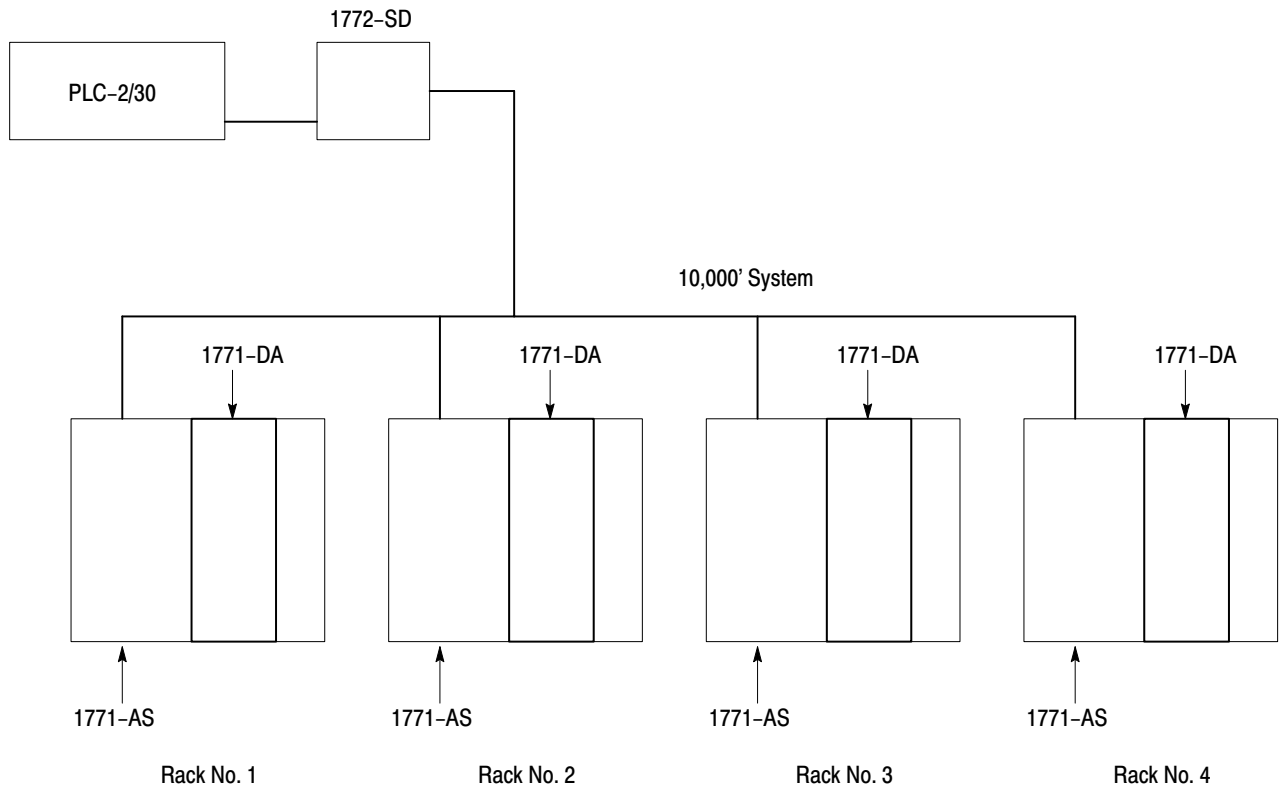 1772–SD
PLC–2/30
10,000’ System
1771–DA
1771–DA
1771–DA
1771–DA
1771–AS
1771–AS
1771–AS
1771–AS
Rack No. 1
Rack No. 2
Rack No. 3
Rack No. 4